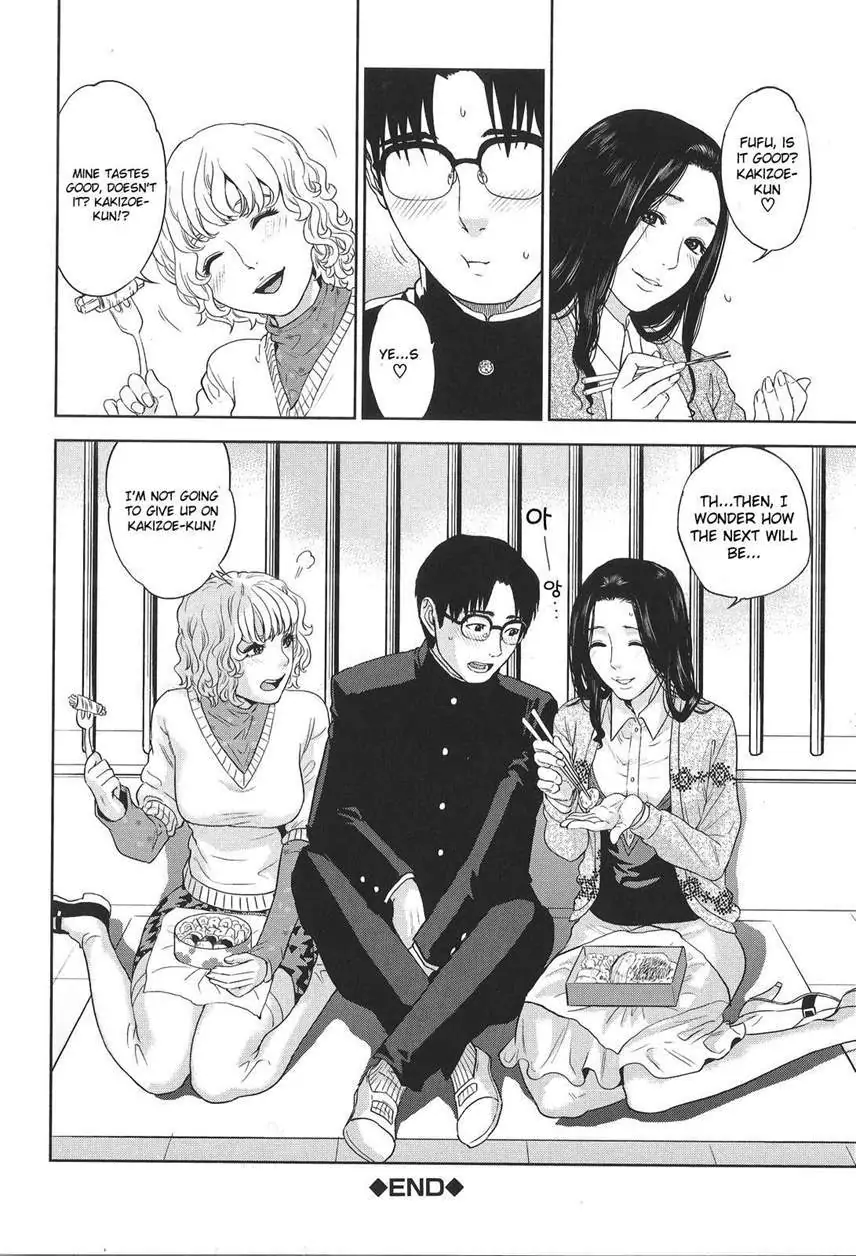 FUFU, IS
IT GOOD?
KAKIZOE-
KUN
♡
YE...S
♡
MINE TASTES
GOOD, DOESN'T
IT? KAKIZOE-
KUN!?
TH...THEN, I
WONDER HOW
THE NEXT WILL
BE...
아
ー
앙...
I'M NOT GOING
TO GIVE UP ON
KAKIZOE-KUN!
◆END◆